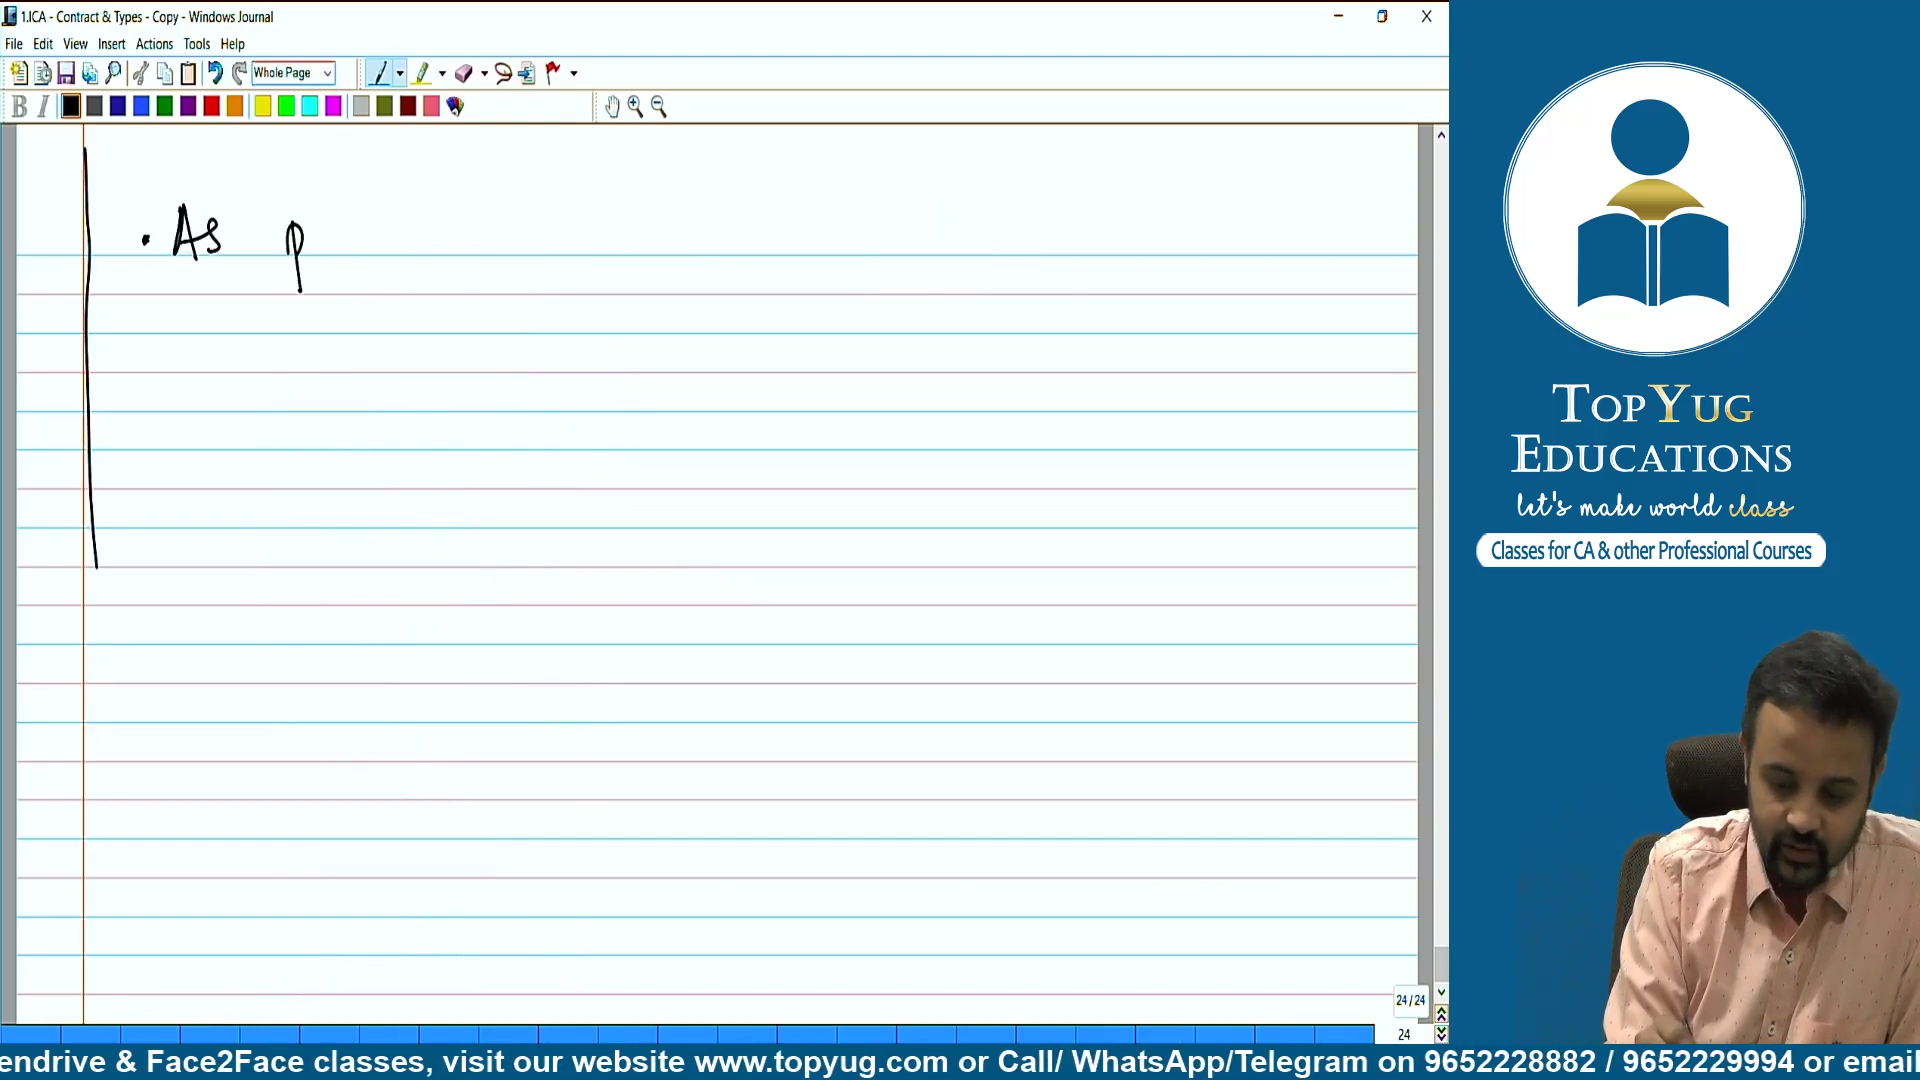 1.ICA - Contract & Types - Copy - Windows Journal
File Edit View Insert Actions Tools Help
Whole Page
B I
. As p
24 / 24
24
TOPYUG
EDUCATIONS
let's make world class
Classes for CA & other Professional Courses
endrive & Face2Face classes, visit our website www.topyug.com or Call/ WhatsApp/Telegram on 9652228882 / 9652229994 or email